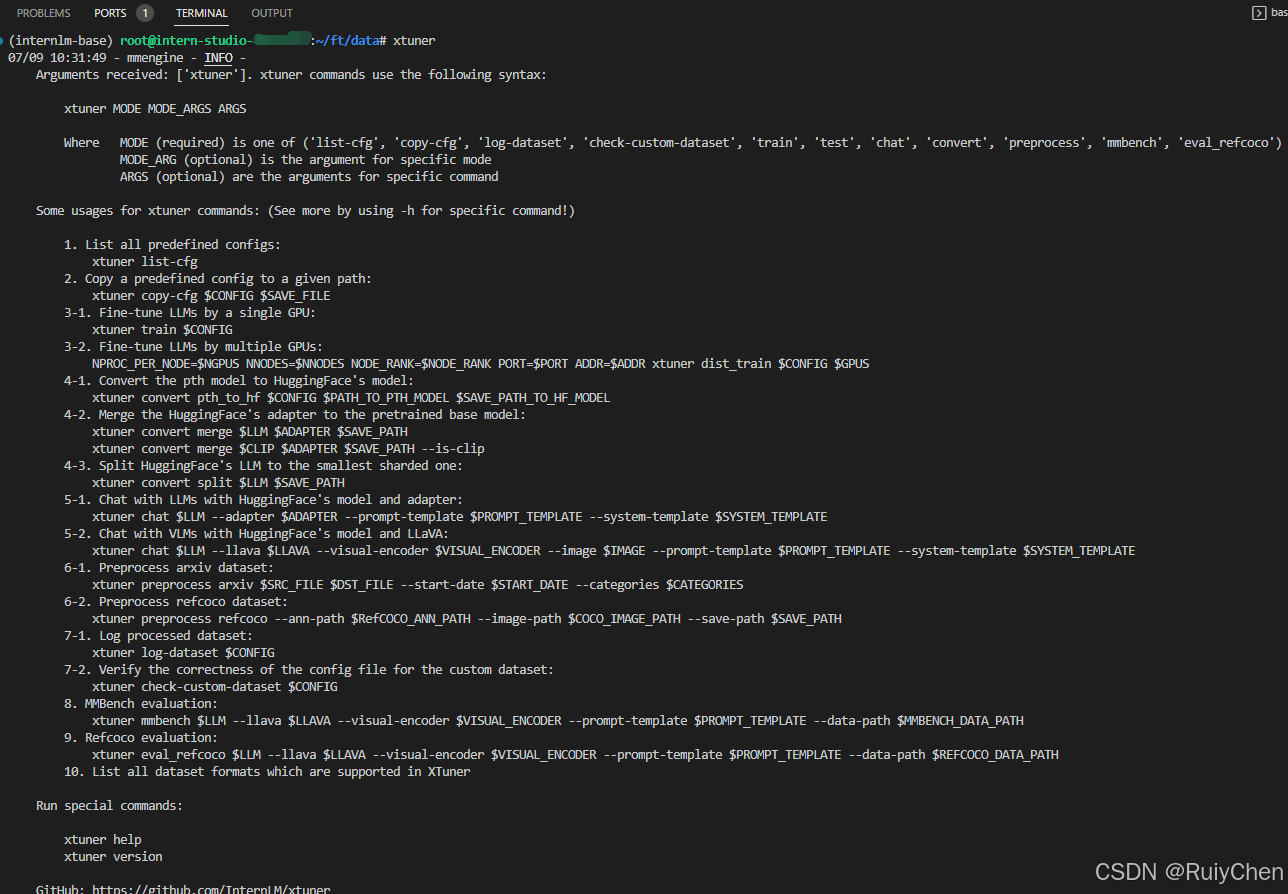 PROBLEMS PORTS 1 TERMINAL OUTPUT bas
(internlm-base) root@intern-studio- :~/ft/data# xtuner
07/09 10:31:49 - mmengine - INFO -
Arguments received: ['xtuner']. xtuner commands use the following syntax:
xtuner MODE MODE_ARGS ARGS
Where MODE (required) is one of ('list-cfg', 'copy-cfg', 'log-dataset', 'check-custom-dataset', 'train', 'test', 'chat', 'convert', 'preprocess', 'mmbench', 'eval_refcoco')
MODE_ARG (optional) is the argument for specific mode
ARGS (optional) are the arguments for specific command
Some usages for xtuner commands: (See more by using -h for specific command!)
1. List all predefined configs:
xtuner list-cfg
2. Copy a predefined config to a given path:
xtuner copy-cfg $CONFIG $SAVE_FILE
3-1. Fine-tune LLMs by a single GPU:
xtuner train $CONFIG
3-2. Fine-tune LLMs by multiple GPUs:
NPROC_PER_NODE=$NGPUS NNODES=$NNODES NODE_RANK=$NODE_RANK PORT=$PORT ADDR=$ADDR xtuner dist_train $CONFIG $GPUS
4-1. Convert the pth model to HuggingFace's model:
xtuner convert pth_to_hf $CONFIG $PATH_TO_PTH_MODEL $SAVE_PATH_TO_HF_MODEL
4-2. Merge the HuggingFace's adapter to the pretrained base model:
xtuner convert merge $LLM $ADAPTER $SAVE_PATH
xtuner convert merge $CLIP $ADAPTER $SAVE_PATH --is-clip
4-3. Split HuggingFace's LLM to the smallest sharded one:
xtuner convert split $LLM $SAVE_PATH
5-1. Chat with LLMs with HuggingFace's model and adapter:
xtuner chat $LLM --adapter $ADAPTER --prompt-template $PROMPT_TEMPLATE --system-template $SYSTEM_TEMPLATE
5-2. Chat with VLMs with HuggingFace's model and LLaVA:
xtuner chat $LLM --llava $LLAVA --visual-encoder $VISUAL_ENCODER --image $IMAGE --prompt-template $PROMPT_TEMPLATE --system-template $SYSTEM_TEMPLATE
6-1. Preprocess arxiv dataset:
xtuner preprocess arxiv $SRC_FILE $DST_FILE --start-date $START_DATE --categories $CATEGORIES
6-2. Preprocess refcoco dataset:
xtuner preprocess refcoco --ann-path $RefCOCO_ANN_PATH --image-path $COCO_IMAGE_PATH --save-path $SAVE_PATH
7-1. Log processed dataset:
xtuner log-dataset $CONFIG
7-2. Verify the correctness of the config file for the custom dataset:
xtuner check-custom-dataset $CONFIG
8. MMBench evaluation:
xtuner mmbench $LLM --llava $LLAVA --visual-encoder $VISUAL_ENCODER --prompt-template $PROMPT_TEMPLATE --data-path $MMBENCH_DATA_PATH
9. Refcoco evaluation:
xtuner eval_refcoco $LLM --llava $LLAVA --visual-encoder $VISUAL_ENCODER --prompt-template $PROMPT_TEMPLATE --data-path $REFCOCO_DATA_PATH
10. List all dataset formats which are supported in XTuner
Run special commands:
xtuner help
xtuner version
GitHub: https://github.com/InternLM/xtuner
CSDN @RuiyChen